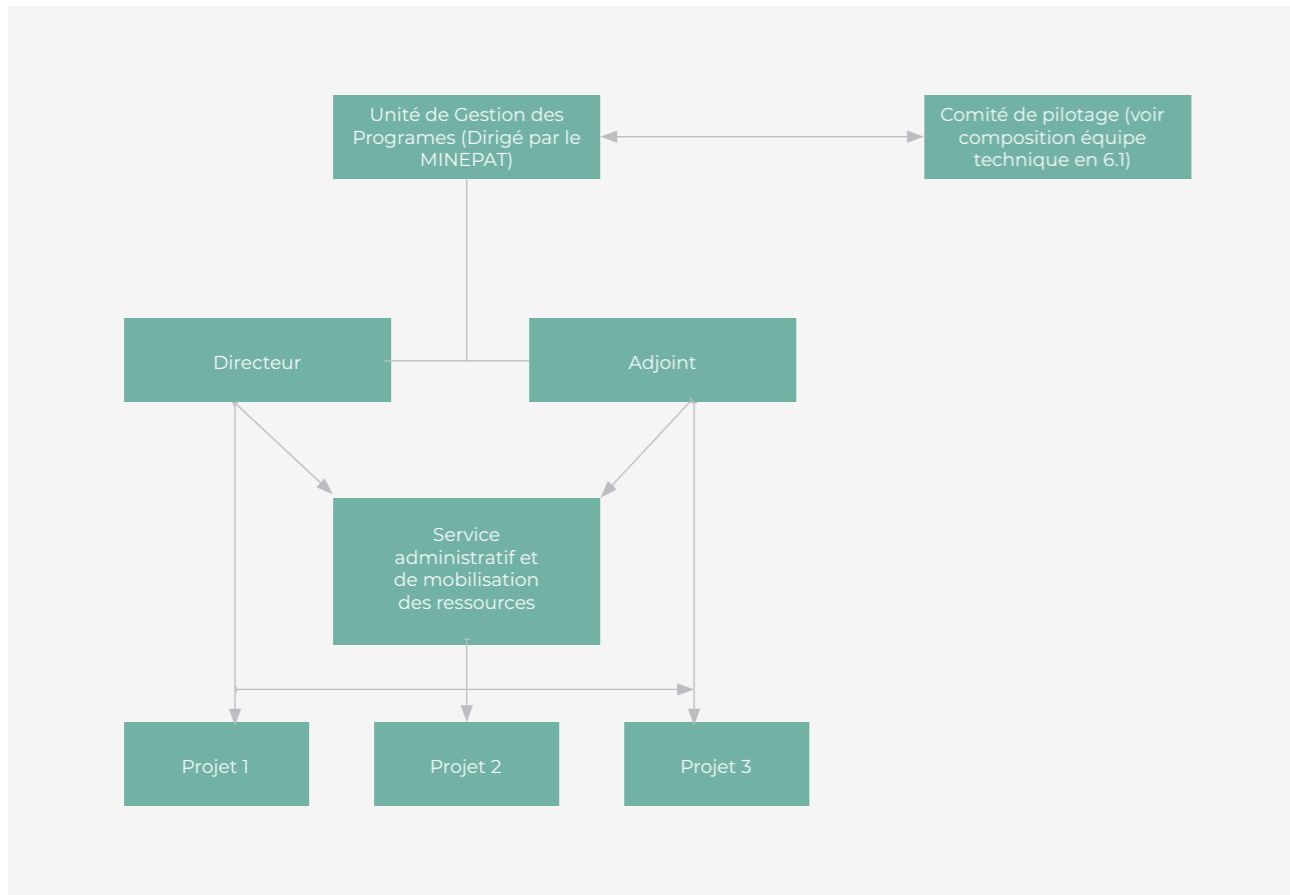 Unité de Gestion des
Programes (Dirigé par le
MINEPAT)
Comité de pilotage (voir
composition équipe
technique en 6.1)
Directeur
Adjoint
Service
administratif et
de mobilisation
des ressources
Projet 1
Projet 2
Projet 3